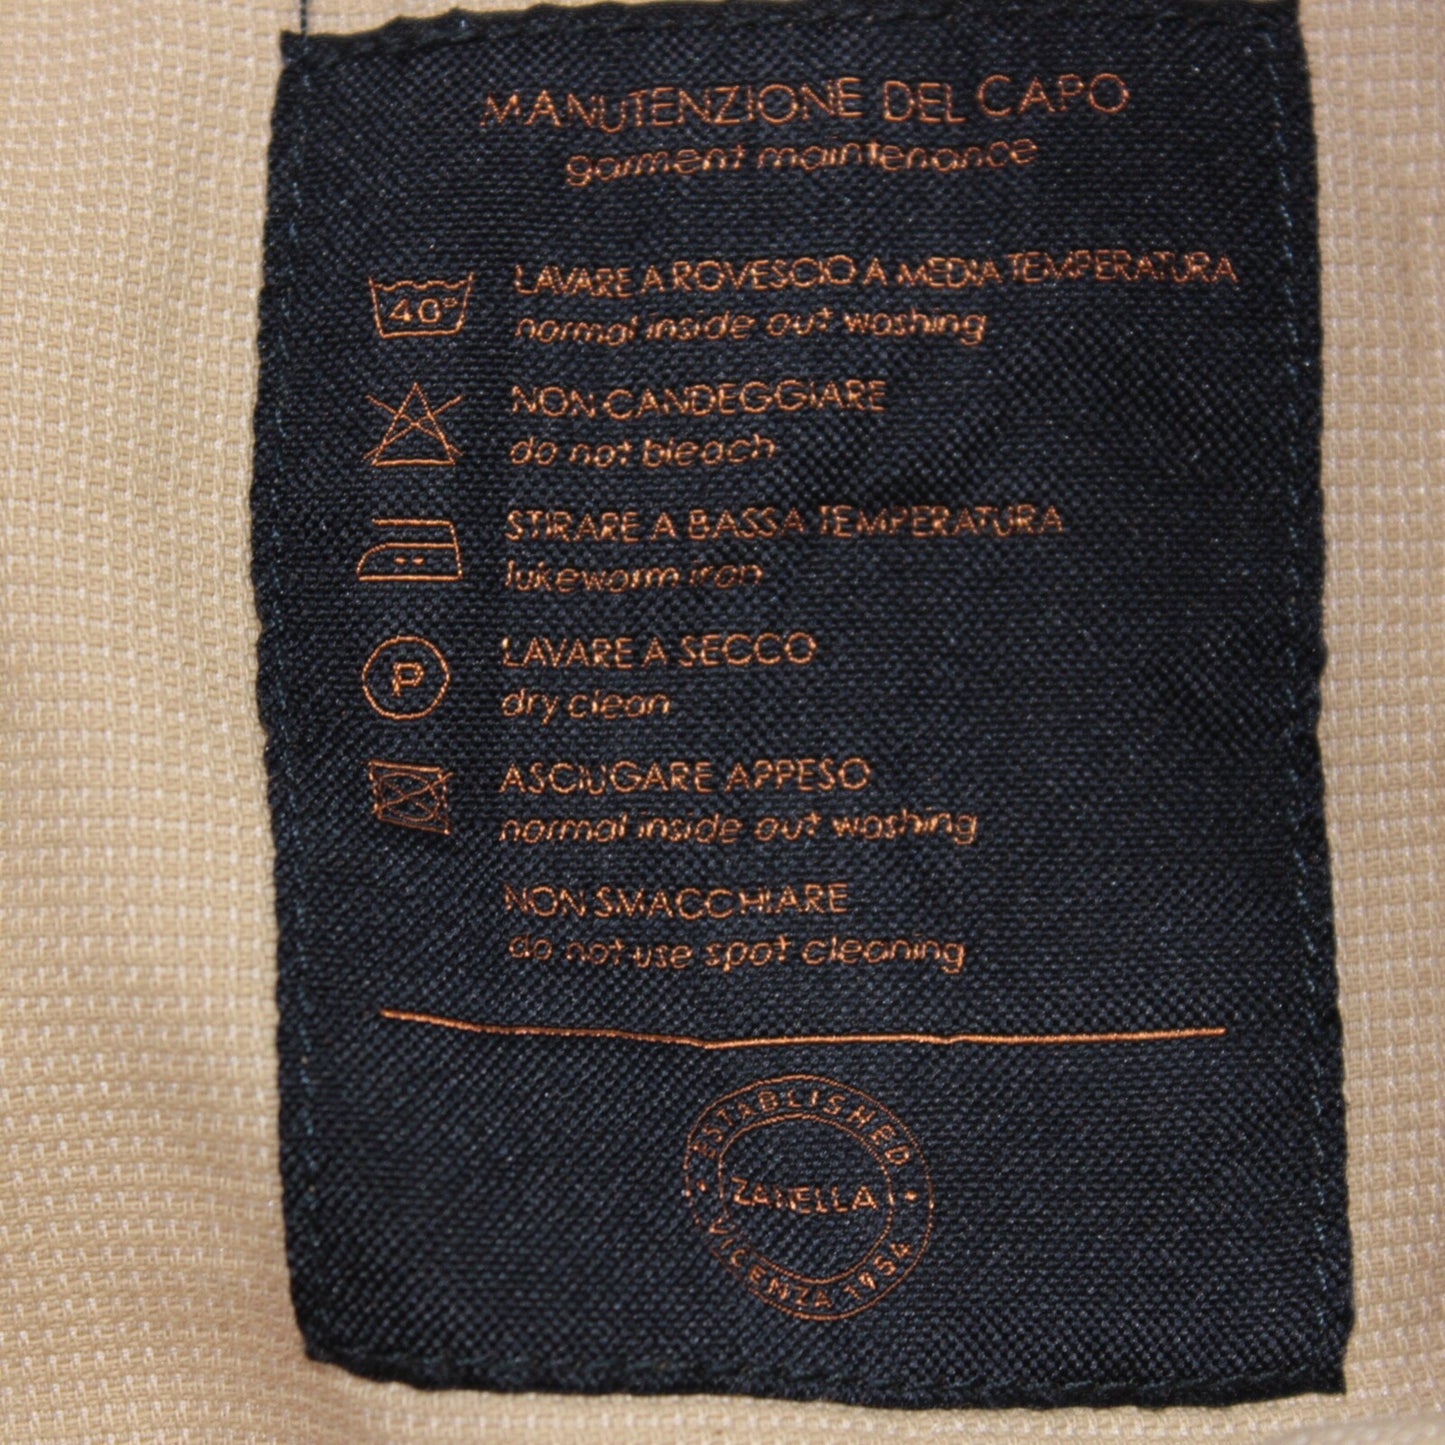 MANUTENZIONE DEL CAPO
garment maintenance
40°
LAVARE A ROVESCIO A MEDIA TEMPERATURA
normal inside out washing
NON CANDEGGIARE
do not bleach
STIRARE A BASSA TEMPERATURA
lukewarm iron
P
LAVARE A SECCO
dry clean
ASCIUGARE APPESO
normal inside out washing
NON SMACCHIARE
do not use spot cleaning
ESTABLISHED
ZANELLA
VICENZA 1954